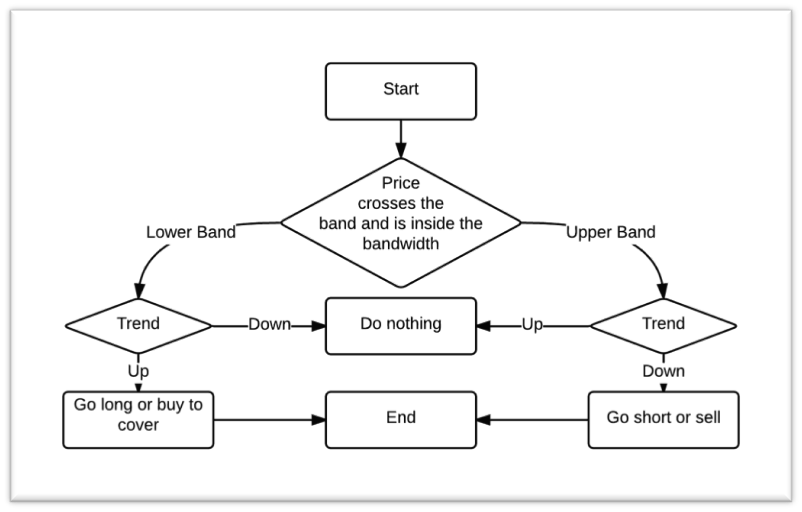 Start
Price
crosses the
band and is inside the
bandwidth
Lower Band
Upper Band
Trend
Down
Do nothing
Up
Trend
Up
Down
Go long or buy to
cover
End
Go short or sell